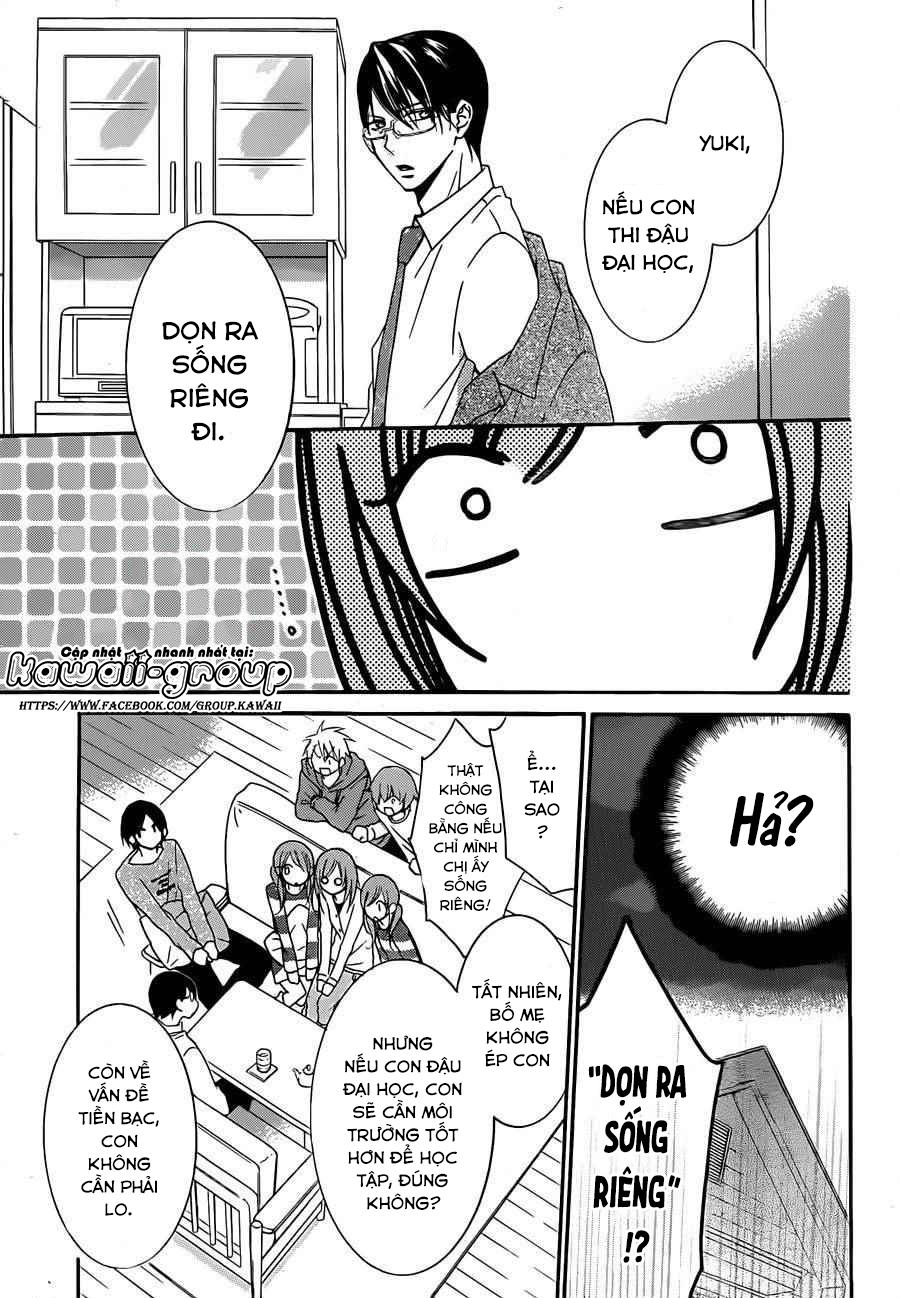 YUKI,
NẾU CON
THI ĐẬU
ĐẠI HỌC,
DỌN RA
SỐNG
RIÊNG
ĐI.
Cập nhật nhanh nhất tại:
kawaii-group
HTTPS://WWW.FACEBOOK.COM/GROUP.KAWAII
Hả?
"DỌN RA
SỐNG
RIÊNG"
!?
Ể...
TẠI
SAO
?
THẬT
KHÔNG
CÔNG
BẰNG NẾU
CHỈ MÌNH
CHỊ ẤY
SỐNG
RIÊNG!
TẤT NHIÊN,
BỐ MẸ
KHÔNG
ÉP CON
NHƯNG
NẾU CON ĐẬU
ĐẠI HỌC, CON
SẼ CẦN MÔI
TRƯỜNG TỐT
HƠN ĐỂ HỌC
TẬP, ĐÚNG
KHÔNG?
CÒN VỀ
VẤN ĐỀ
TIỀN BẠC,
CON
KHÔNG
CẦN PHẢI
LO.